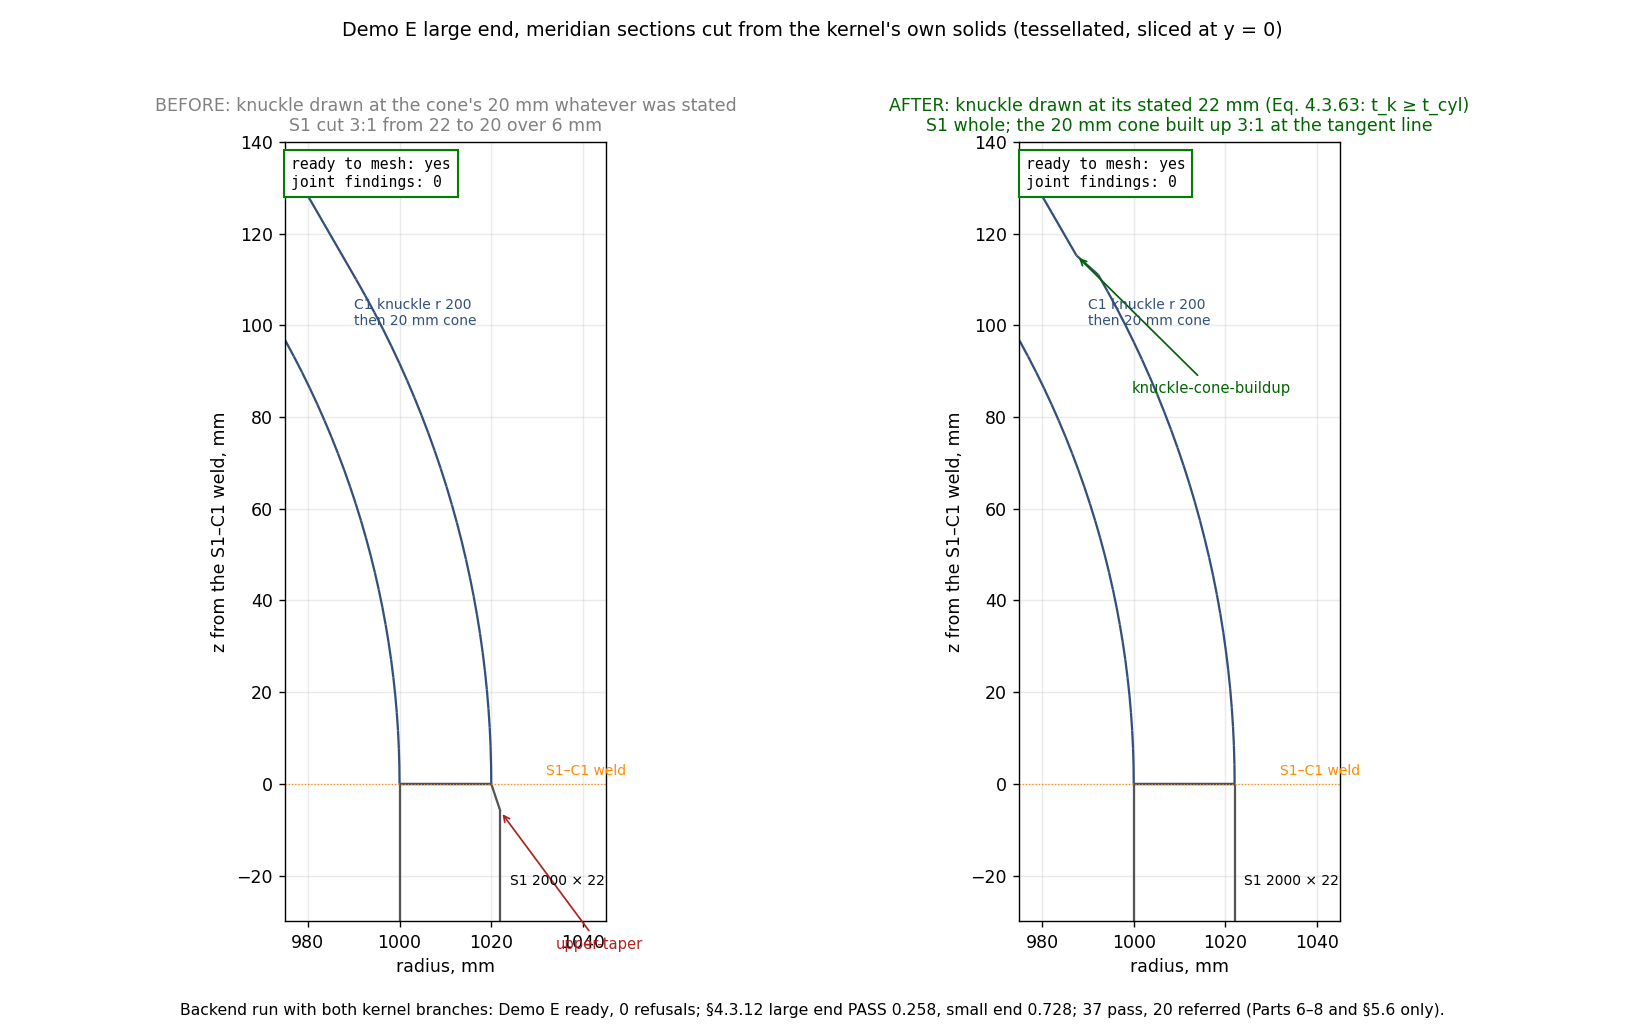 Demo E large end, meridian sections cut from the kernel's own solids (tessellated, sliced at y = 0)
BEFORE: knuckle drawn at the cone's 20 mm whatever was stated
S1 cut 3:1 from 22 to 20 over 6 mm
140
120
100
80
60
40
20
0
−20
z from the S1–C1 weld, mm
ready to mesh: yes
joint findings: 0
C1 knuckle r 200
then 20 mm cone
S1–C1 weld
S1 2000 × 22
upper-taper
980
1000
1020
1040
radius, mm
AFTER: knuckle drawn at its stated 22 mm (Eq. 4.3.63: t_k ≥ t_cyl)
S1 whole; the 20 mm cone built up 3:1 at the tangent line
140
120
100
80
60
40
20
0
−20
z from the S1–C1 weld, mm
ready to mesh: yes
joint findings: 0
C1 knuckle r 200
then 20 mm cone
knuckle-cone-buildup
S1–C1 weld
S1 2000 × 22
980
1000
1020
1040
radius, mm
Backend run with both kernel branches: Demo E ready, 0 refusals; §4.3.12 large end PASS 0.258, small end 0.728; 37 pass, 20 referred (Parts 6–8 and §5.6 only).